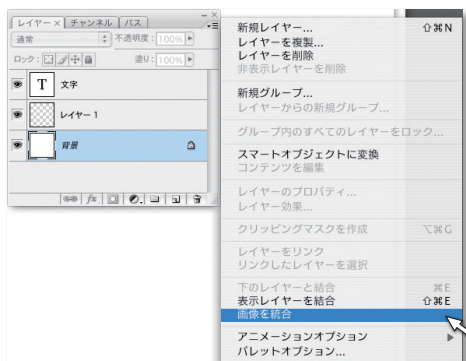 レイヤー × チャンネル パス
通常 不透明度： 100%
ロック： 塗り： 100%
T 文字
レイヤー 1
背景
fx.
新規レイヤー... ⇧⌘N
レイヤーを複製...
レイヤーを削除
非表示レイヤーを削除
新規グループ...
レイヤーからの新規グループ...
グループ内のすべてのレイヤーをロック...
スマートオブジェクトに変換
コンテンツを編集
レイヤーのプロパティ...
レイヤー効果...
クリッピングマスクを作成 ⌥⌘G
レイヤーをリンク
リンクしたレイヤーを選択
下のレイヤーと結合 ⌘E
表示レイヤーを結合 ⇧⌘E
画像を統合
アニメーションオプション ▶
パレットオプション...